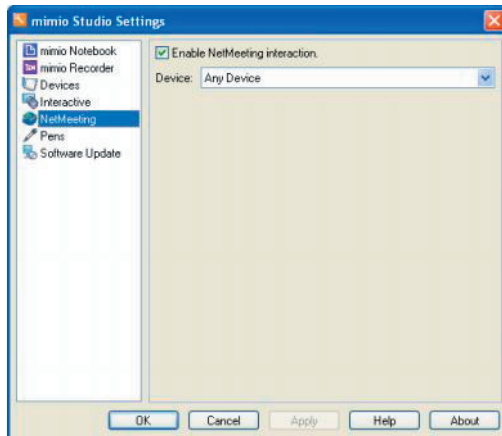 mimio Studio Settings
mimio Notebook
mimio Recorder
Devices
Interactive
NetMeeting
Pens
Software Update
Enable NetMeeting interaction.
Device: Any Device
OK Cancel Apply Help About